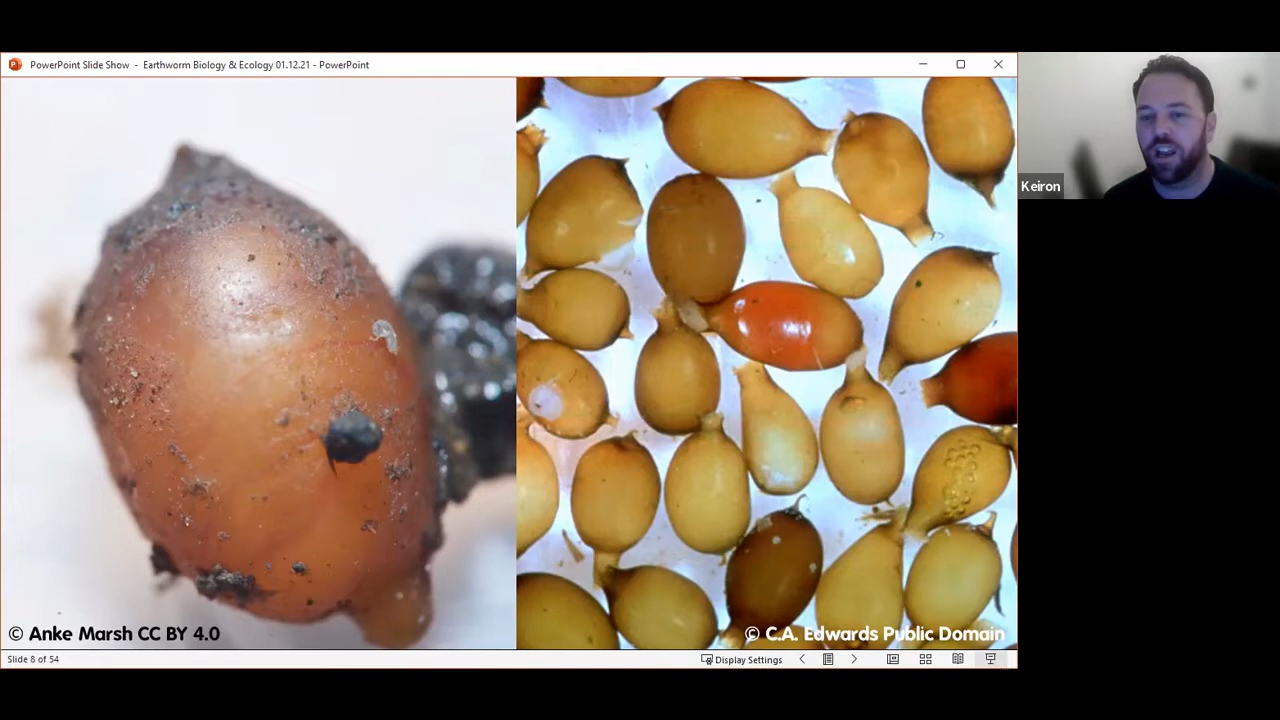 PowerPoint Slide Show - Earthworm Biology & Ecology 01.12.21 - PowerPoint
Keiron
© Anke Marsh CC BY 4.0
© C.A. Edwards Public Domain
Slide 8 of 54
Display Settings